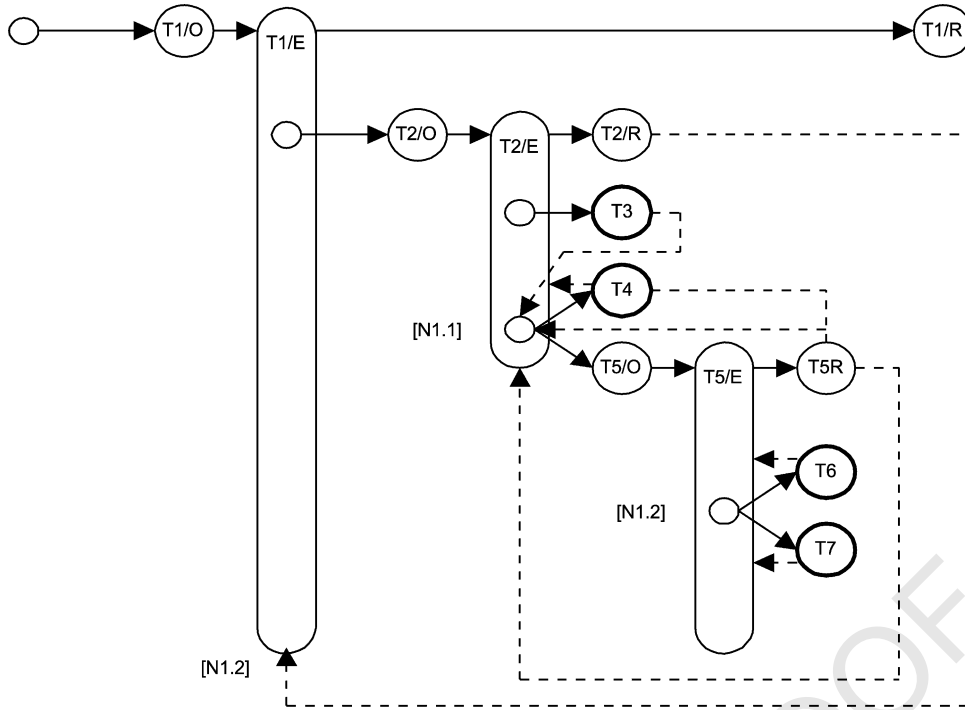 T1/O
T1/E
T1/R
T2/O
T2/E
T2/R
T3
T4
[N1.1]
T5/O
T5/E
T5R
T6
[N1.2]
T7
[N1.2]
PROOF